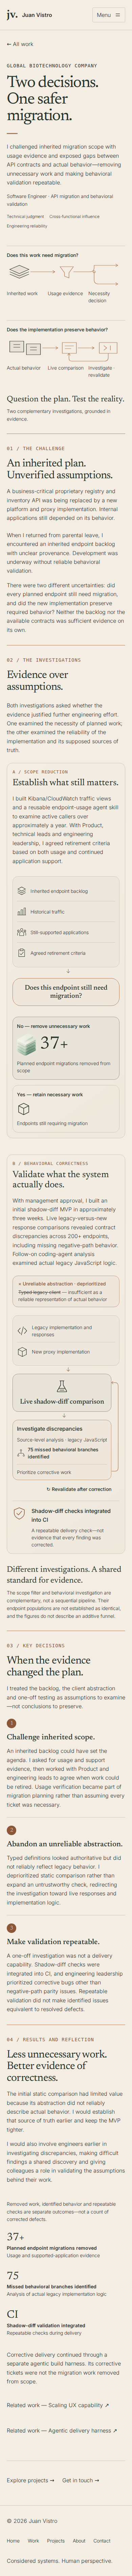 jv. Juan Vistro
Menu
← All work
GLOBAL BIOTECHNOLOGY COMPANY
Two decisions.
One safer
migration.
I challenged inherited migration scope with
usage evidence and exposed gaps between
API contracts and actual behavior—removing
unnecessary work and making behavioral
validation repeatable.
Software Engineer · API migration and behavioral
validation
Technical judgment Cross-functional influence
Engineering reliability
Does this work need migration?
Inherited work
Usage evidence
Necessity
decision
Does the implementation preserve behavior?
Actual behavior
Live comparison
Investigate ·
revalidate
Question the plan. Test the reality.
Two complementary investigations, grounded in
evidence.
01 / THE CHALLENGE
An inherited plan.
Unverified assumptions.
A business-critical proprietary registry and
inventory API was being replaced by a new
platform and proxy implementation. Internal
applications still depended on its behavior.
When I returned from parental leave, I
encountered an inherited endpoint backlog
with unclear provenance. Development was
underway without reliable behavioral
validation.
There were two different uncertainties: did
every planned endpoint still need migration,
and did the new implementation preserve
required behavior? Neither the backlog nor the
available contracts was sufficient evidence on
its own.
02 / THE INVESTIGATIONS
Evidence over
assumptions.
Both investigations asked whether the
evidence justified further engineering effort.
One examined the necessity of planned work;
the other examined the reliability of the
implementation and its supposed sources of
truth.
A / SCOPE REDUCTION
Establish what still matters.
I built Kibana/CloudWatch traffic views
and a reusable endpoint-usage agent skill
to examine active callers over
approximately a year. With Product,
technical leads and engineering
leadership, I agreed retirement criteria
based on both usage and continued
application support.
Inherited endpoint backlog
Historical traffic
Still-supported applications
Agreed retirement criteria
↓
Does this endpoint still need
migration?
No — remove unnecessary work
37+
Planned endpoint migrations removed from
scope
Yes — retain necessary work
Endpoints still requiring migration
B / BEHAVIORAL CORRECTNESS
Validate what the system
actually does.
With management approval, I built an
initial shadow-diff MVP in approximately
three weeks. Live legacy-versus-new
response comparisons revealed contract
discrepancies across 200+ endpoints,
including missing negative-path behavior.
Follow-on coding-agent analysis
examined actual legacy JavaScript logic.
× Unreliable abstraction · deprioritized
Typed legacy client — insufficient as a
reliable representation of actual behavior
Legacy implementation and
responses
New proxy implementation
↓
Live shadow-diff comparison
↓
Investigate discrepancies
Source-level analysis · legacy JavaScript
75 missed behavioral branches
identified
Prioritize corrective work
↻ Revalidate after correction
Shadow-diff checks integrated
into CI
A repeatable delivery check—not
evidence that every finding was
corrected.
Different investigations. A shared
standard for evidence.
The scope filter and behavioral investigation are
complementary, not a sequential pipeline. Their
endpoint populations are not established as identical,
and the figures do not describe an additive funnel.
03 / KEY DECISIONS
When the evidence
changed the plan.
I treated the backlog, the client abstraction
and one-off testing as assumptions to examine
—not conclusions to preserve.
1
Challenge inherited scope.
An inherited backlog could have set the
agenda. I asked for usage and support
evidence, then worked with Product and
engineering leads to agree when work could
be removed. Usage verification became part of
migration planning rather than assuming every
ticket was necessary.
2
Abandon an unreliable abstraction.
Typed definitions looked authoritative but did
not reliably reflect behavior. I investigated
stabilizing that contract rather than expand an
untrustworthy check, redirecting
investment toward live responses and
implementation logic.
3
Make validation repeatable.
A one-off investigation was not a delivery
capability. Shadow-diff checks were
integrated into CI, and engineering leadership
prioritized corrective bugs other than
negative-path parity issues. Repeatable
validation did not make identified issues
equivalent to resolved defects.
04 / RESULTS AND REFLECTION
Less unnecessary work.
Better evidence of
correctness.
The initial static comparison had limited value
because its abstraction did not reliably
describe actual behavior. I would establish
that source of truth earlier and keep the MVP
tighter.
I would also involve engineers earlier in
investigating discrepancies, making difficult
findings a shared discovery and giving
colleagues a role in validating the assumptions
behind their work.
Removed work, identified behavior and repeatable
checks are separate outcomes—not a count of
corrected defects.
37+
Planned endpoint migrations removed
Usage and supported-application evidence
75
Missed behavioral branches identified
Analysis of actual legacy implementation logic
CI
Shadow-diff validation integrated
Repeatable checks during delivery
Corrective delivery continued through a
separate agentic delivery harness. Its corrective
tickets were not the migration work removed
from scope.
Related work — Scaling UX capability ↗
Related work — Agentic delivery harness ↗
Explore projects → Get in touch →
© 2026 Juan Vistro
Home Work Projects About Contact
Considered systems. Human perspective.